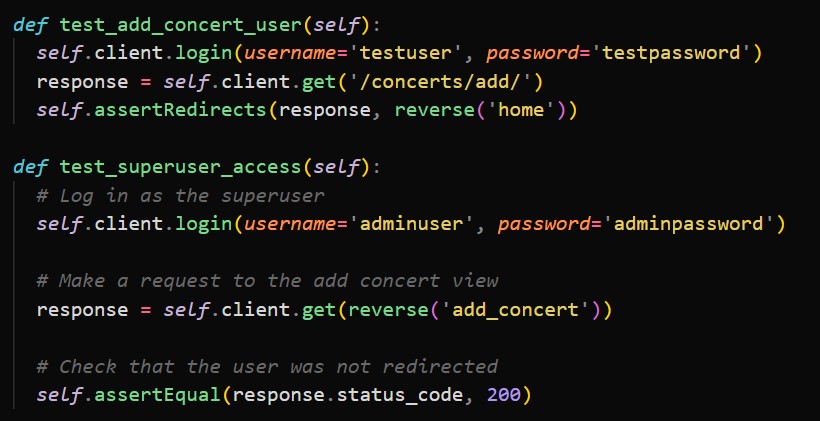 def test_add_concert_user(self):
self.client.login(username='testuser', password='testpassword')
response = self.client.get('/concerts/add/')
self.assertRedirects(response, reverse('home'))
def test_superuser_access(self):
# Log in as the superuser
self.client.login(username='adminuser', password='adminpassword')
# Make a request to the add concert view
response = self.client.get(reverse('add_concert'))
# Check that the user was not redirected
self.assertEqual(response.status_code, 200)